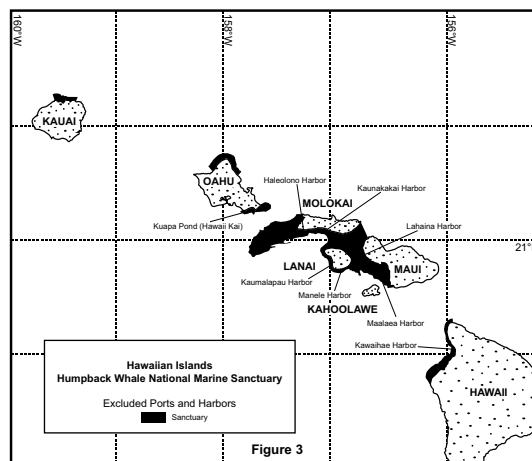 160°W
158°W
156°W
KAUAI
OAHU
Haleolono Harbor
Kaunakakai Harbor
MOLOKAI
Kuapa Pond (Hawaii Kai)
Lahaina Harbor
21°
LANAI
MAUI
Kaumalapau Harbor
Manele Harbor
KAHOOLAWE
Maalaea Harbor
Kawaihae Harbor
HAWAII
Hawaiian Islands
Humpback Whale National Marine Sanctuary
Excluded Ports and Harbors
Sanctuary
Figure 3